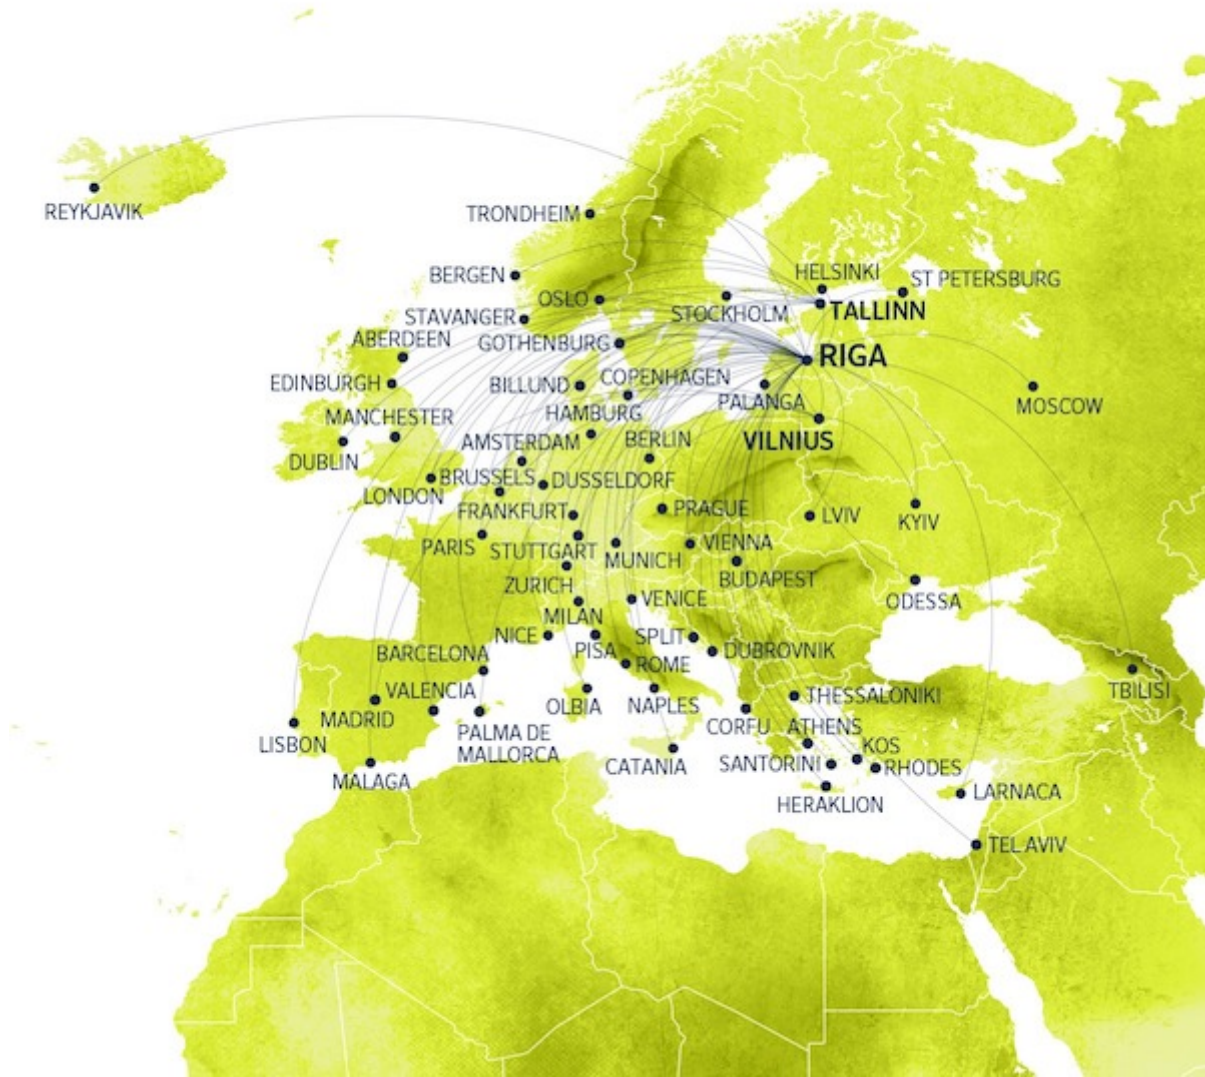 REYKJAVIK
TRONDHEIM
BERGEN
HELSINKI
ST PETERSBURG
OSLO
STOCKHOLM
TALLINN
STAVANGER
ABERDEEN
GOTHENBURG
RIGA
EDINBURGH
BILLUND
COPENHAGEN
PALANGA
MOSCOW
MANCHESTER
HAMBURG
DUBLIN
AMSTERDAM
BERLIN
VILNIUS
LONDON
BRUSSELS
DUSSELDORF
FRANKFURT
PRAGUE
LVIV
KYIV
PARIS
STUTTGART
MUNICH
VIENNA
BUDAPEST
ZURICH
MILAN
VENICE
ODESSA
NICE
PISA
SPLIT
DUBROVNIK
BARCELONA
ROME
TBILISI
VALENCIA
MADRID
OLBIA
NAPLES
THESSALONIKI
LISBON
PALMA DE
MALLORCA
CORFU
ATHENS
KOS
MALAGA
CATANIA
SANTORINI
RHODES
HERAKLION
LARNACA
TEL AVIV